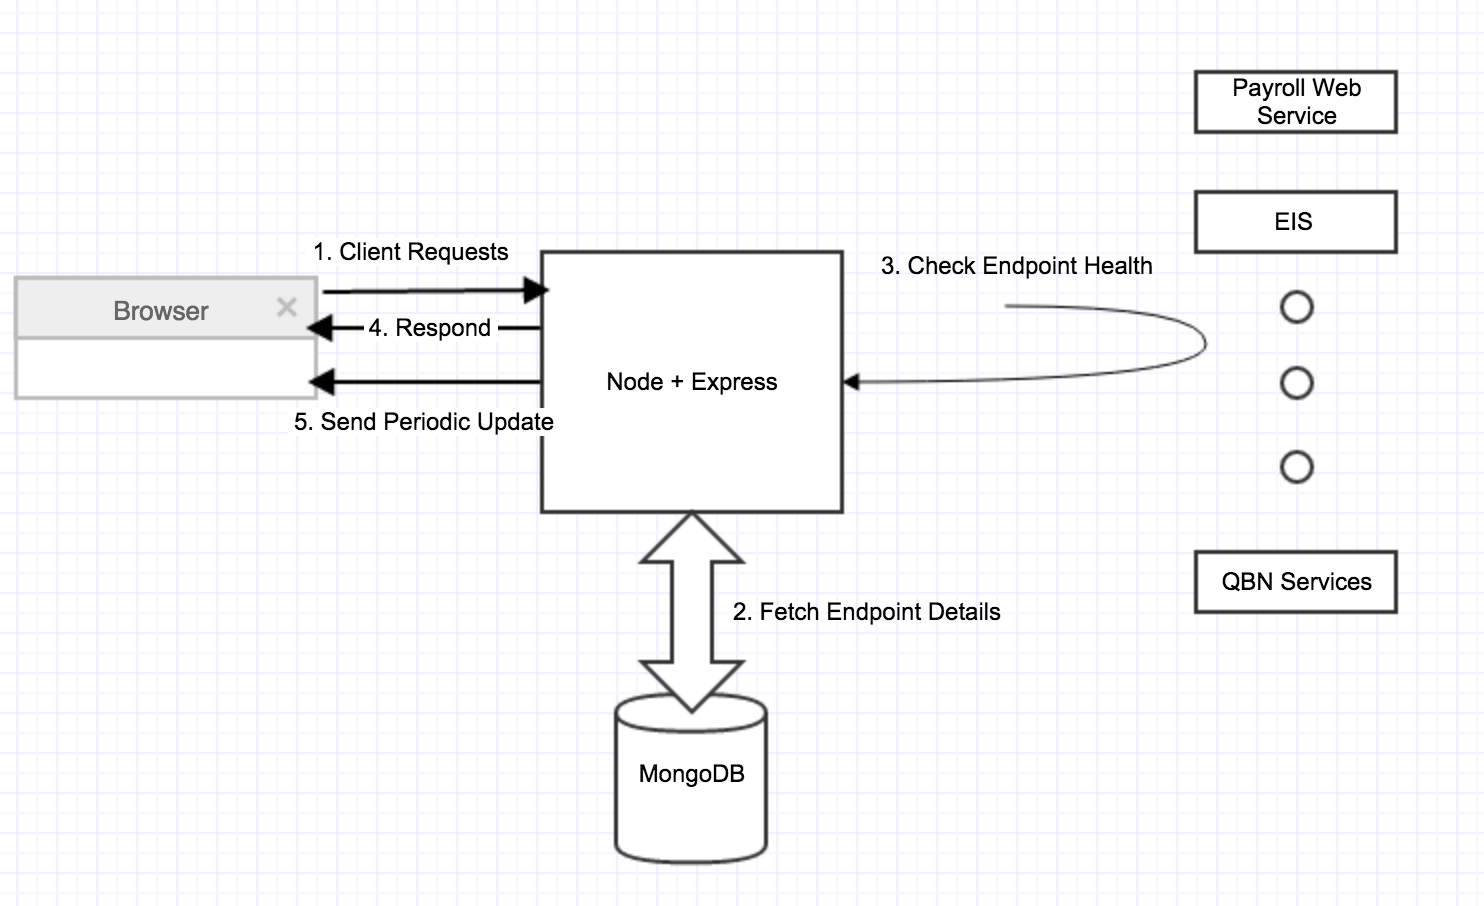 Payroll Web
Service
EIS
1. Client Requests
3. Check Endpoint Health
Browser
4. Respond
Node + Express
5. Send Periodic Update
QBN Services
2. Fetch Endpoint Details
MongoDB